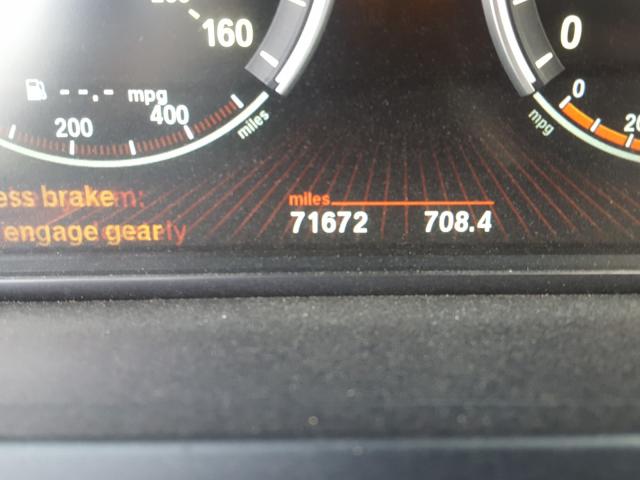 160
0
--.- mpg
200
400
miles
mpg
0
ess brake
engage gear
miles
71672 708.4